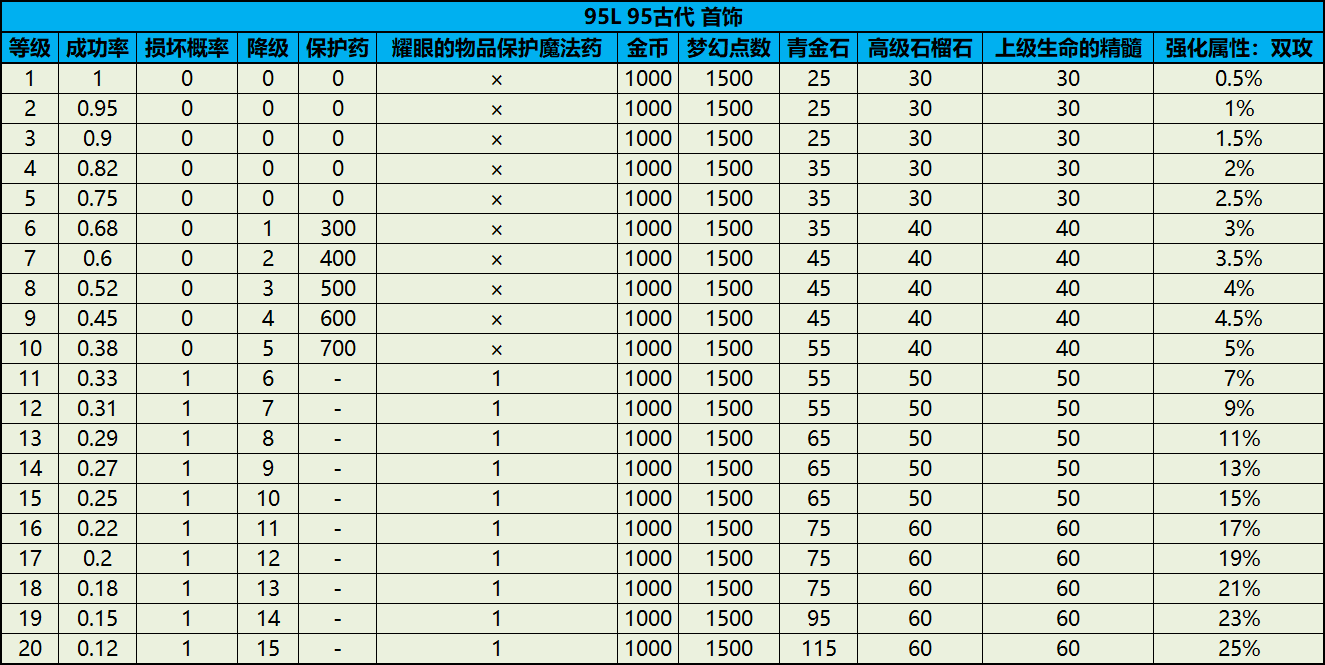 95L 95古代 首饰
等级 成功率 损坏概率 降级 保护药 耀眼的物品保护魔法药 金币 梦幻点数 青金石 高级石榴石 上级生命的精髓 强化属性：双攻
1 1 0 0 0 × 1000 1500 25 30 30 0.5%
2 0.95 0 0 0 × 1000 1500 25 30 30 1%
3 0.9 0 0 0 × 1000 1500 25 30 30 1.5%
4 0.82 0 0 0 × 1000 1500 35 30 30 2%
5 0.75 0 0 0 × 1000 1500 35 30 30 2.5%
6 0.68 0 1 300 × 1000 1500 35 40 40 3%
7 0.6 0 2 400 × 1000 1500 45 40 40 3.5%
8 0.52 0 3 500 × 1000 1500 45 40 40 4%
9 0.45 0 4 600 × 1000 1500 45 40 40 4.5%
10 0.38 0 5 700 × 1000 1500 55 40 40 5%
11 0.33 1 6 - 1 1000 1500 55 50 50 7%
12 0.31 1 7 - 1 1000 1500 55 50 50 9%
13 0.29 1 8 - 1 1000 1500 65 50 50 11%
14 0.27 1 9 - 1 1000 1500 65 50 50 13%
15 0.25 1 10 - 1 1000 1500 65 50 50 15%
16 0.22 1 11 - 1 1000 1500 75 60 60 17%
17 0.2 1 12 - 1 1000 1500 75 60 60 19%
18 0.18 1 13 - 1 1000 1500 75 60 60 21%
19 0.15 1 14 - 1 1000 1500 95 60 60 23%
20 0.12 1 15 - 1 1000 1500 115 60 60 25%